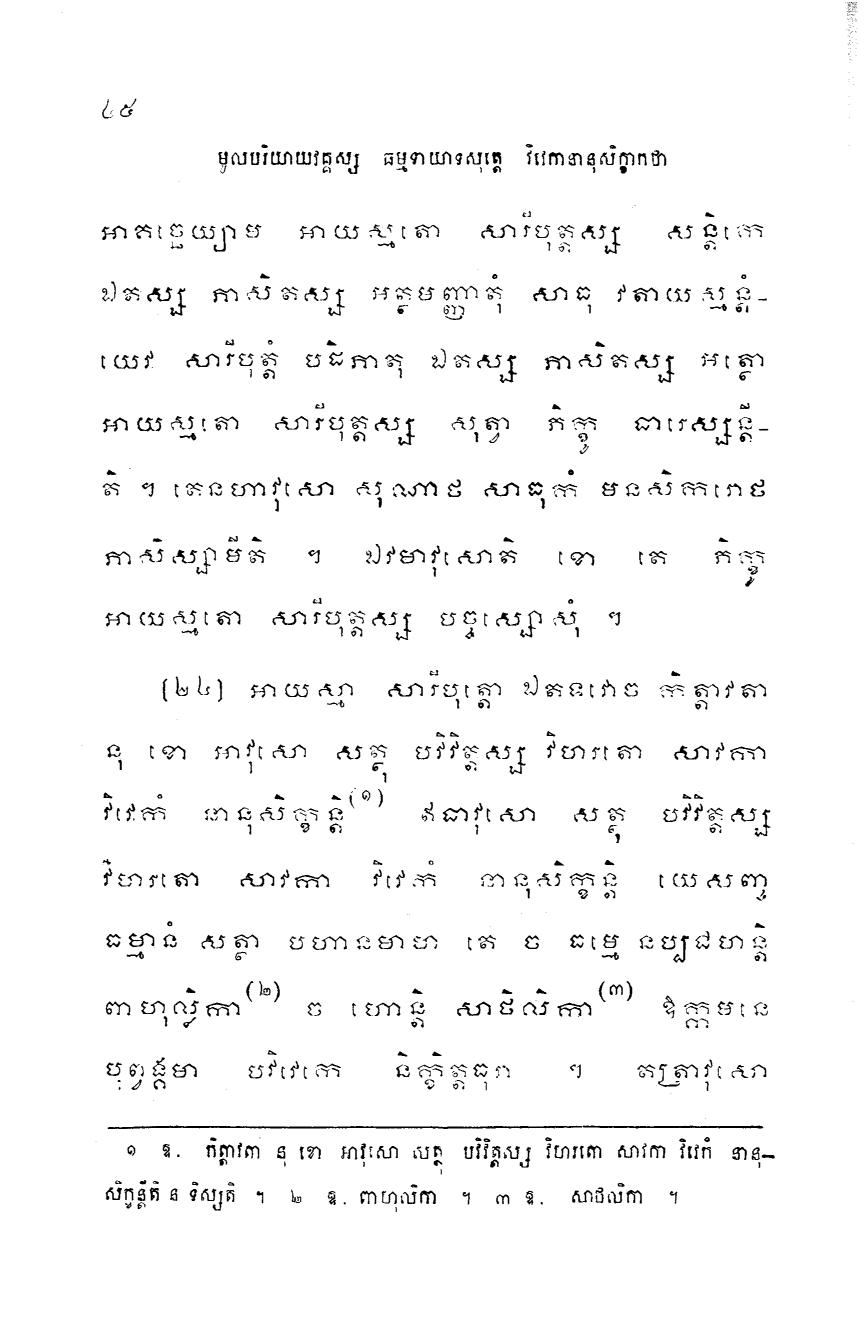 ៤៥
មូលបរិយាយវគ្គស្ស ធម្មទាយាទសុត្តេ វិវេកានានុសិក្ខាកថា
អាគច្ឆេយ្យាម អាយស្មតោ សារីបុត្តស្ស សន្តិកេ
ឯតស្ស ភាសិតស្ស អត្ថមញ្ញាតុំ សាធុ វតាយស្មន្តំ-
យេវ សារីបុត្តំ បដិភាតុ ឯតស្ស ភាសិតស្ស អត្ថោ
អាយស្មតោ សារីបុត្តស្ស សុត្វា ភិក្ខូ ធារេស្សន្តី-
តិ ។ តេនហាវុសោ សុណាថ សាធុកំ មនសិករោថ
ភាសិស្សាមីតិ ។ ឯវមាវុសោតិ ខោ តេ ភិក្ខូ
អាយស្មតោ សារីបុត្តស្ស បច្ចស្សោសុំ ។
(២៤) អាយស្មា សារីបុត្តោ ឯតទវោច កិត្តាវតា
នុ ខោ អាវុសោ សត្ថុ បវិវិត្តស្ស វិហរតោ សាវកា
វិវេកំ នានុសិក្ខន្តិ(១) ឥធាវុសោ សត្ថុ បវិវិត្តស្ស
វិហរតោ សាវកា វិវេកំ នានុសិក្ខន្តិ យេសញ្ច
ធម្មានំ សត្ថា បហានមាហ តេ ច ធម្មេ នប្បជហន្តិ
ពាហុល្លិកា(២) ច ហោន្តិ សាថិលិកា(៣) ឱក្កមនេ
បុព្វង្គមា បវិវេកេ និក្ខិត្តធុរា ។ តត្រាវុសោ
១ ឱ. កិត្តាវតា នុ ខោ អាវុសោ សត្ថុ បវិវិត្តស្ស វិហរតោ សាវកា វិវេកំ នានុ-
សិក្ខន្តីតិ ន ទិស្សតិ ។ ២ ឱ. ពាហុលិកា ។ ៣ ឱ. សាថលិកា ។